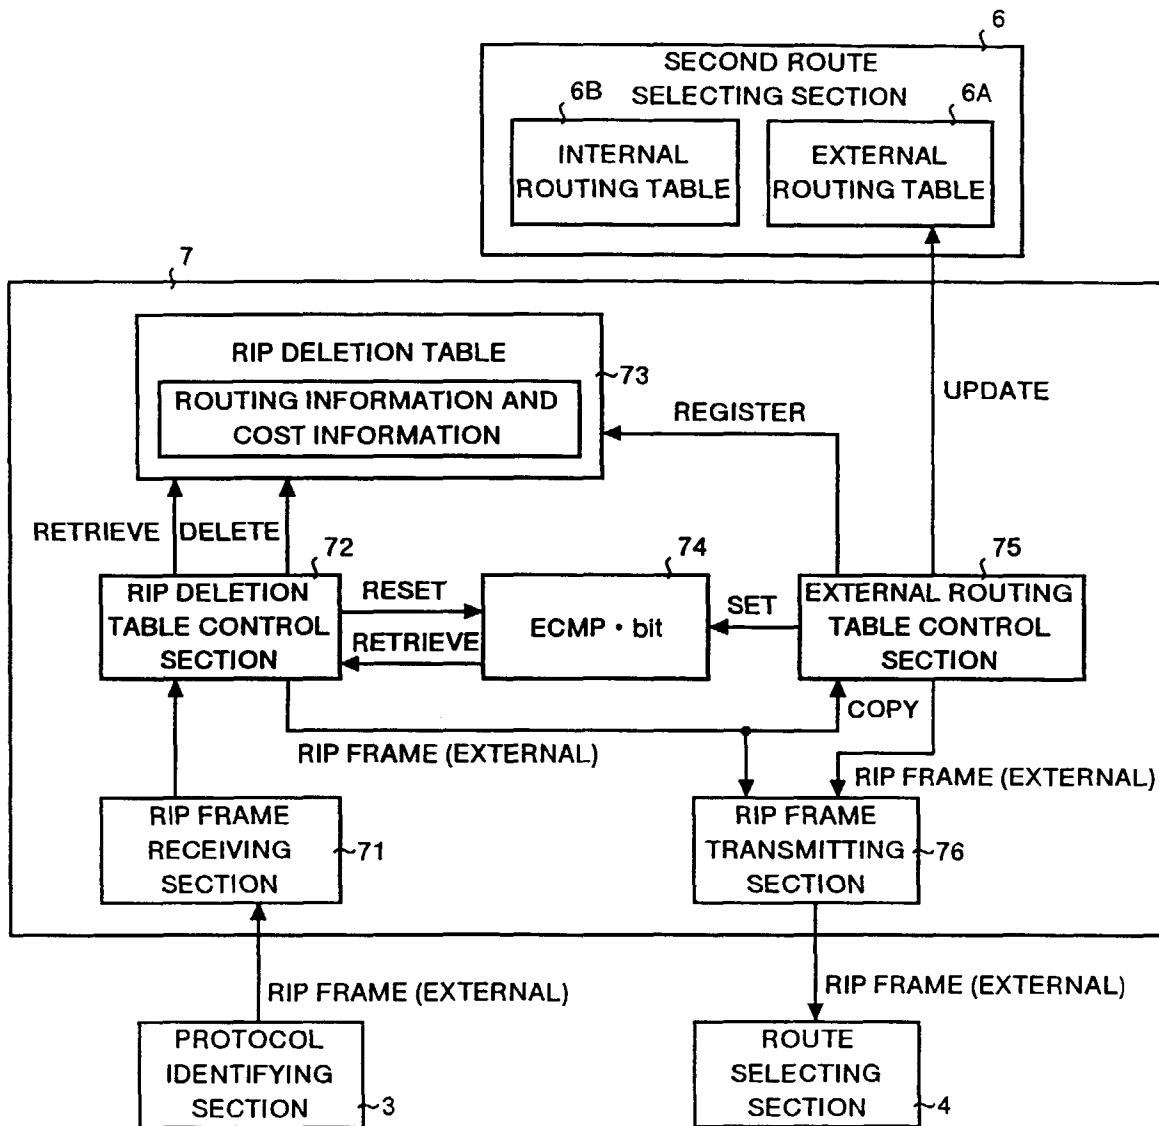 6
SECOND ROUTE
SELECTING SECTION
6B
6A
INTERNAL
ROUTING TABLE
EXTERNAL
ROUTING TABLE
7
RIP DELETION TABLE
73
ROUTING INFORMATION AND
COST INFORMATION
REGISTER
UPDATE
RETRIEVE
DELETE
72
74
75
RIP DELETION
TABLE CONTROL
SECTION
RESET
RETRIEVE
ECMP • bit
SET
EXTERNAL ROUTING
TABLE CONTROL
SECTION
COPY
RIP FRAME (EXTERNAL)
RIP FRAME (EXTERNAL)
RIP FRAME
RECEIVING
SECTION
71
RIP FRAME
TRANSMITTING
SECTION
76
RIP FRAME (EXTERNAL)
RIP FRAME (EXTERNAL)
PROTOCOL
IDENTIFYING
SECTION
3
ROUTE
SELECTING
SECTION
4